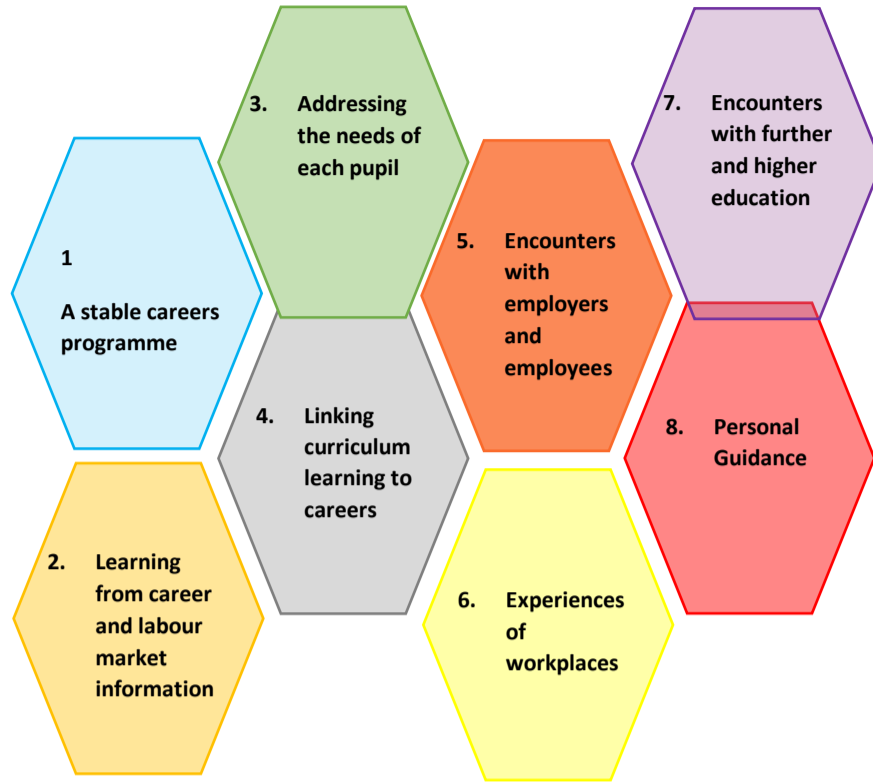 1
A stable careers
programme
2. Learning
from career
and labour
market
information
3. Addressing
the needs of
each pupil
4. Linking
curriculum
learning to
careers
5. Encounters
with
employers
and
employees
6. Experiences
of
workplaces
7. Encounters
with further
and higher
education
8. Personal
Guidance